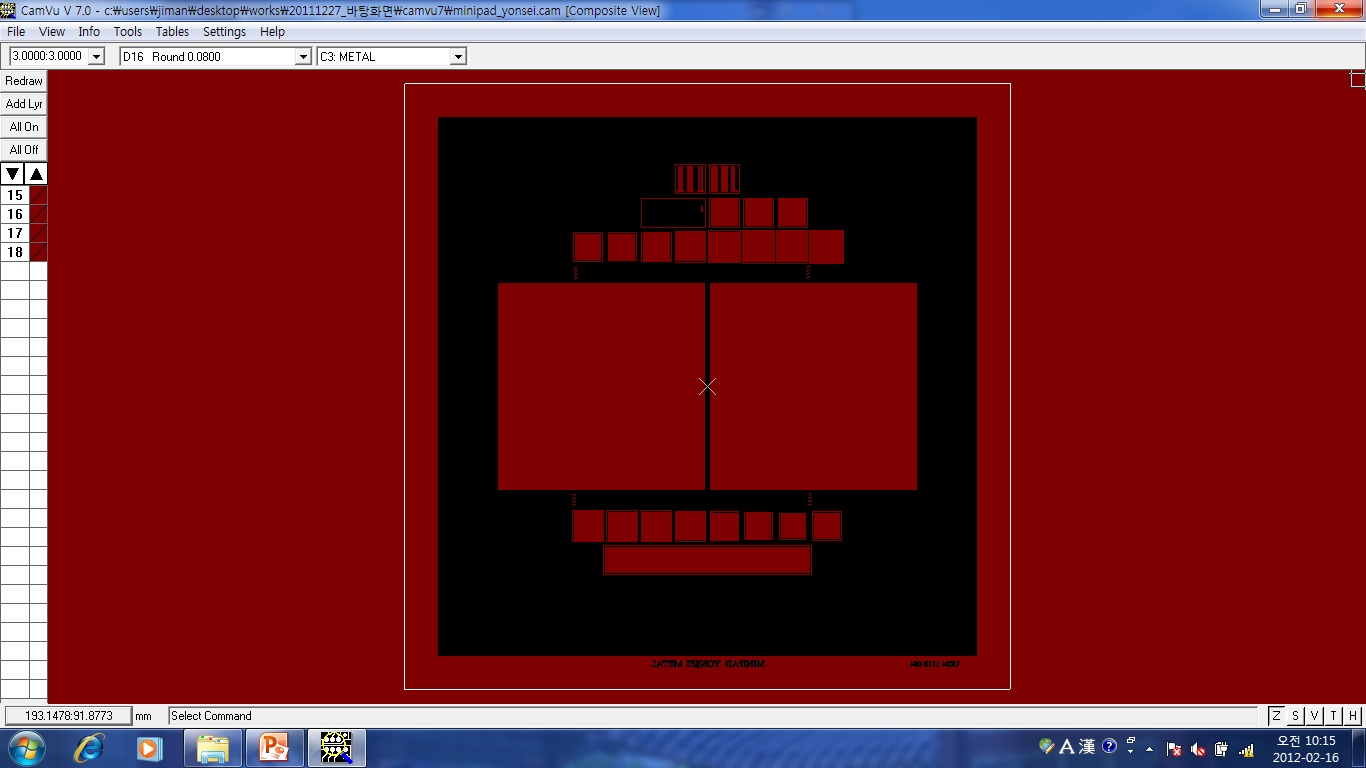 CamVu V 7.0 - c:₩users₩jiman₩desktop₩works₩20111227_바탕화면₩camvu7₩minipad_yonsei.cam [Composite View]
File View Info Tools Tables Settings Help
3.0000:3.0000 D16 Round 0.0800 C3: METAL
Redraw
Add Lyr
All On
All Off
15
16
17
18
MINIPAD YONSEI METAL
193.1478:91.8773 mm Select Command Z S V T H
A 漢
오전 10:15
2012-02-16